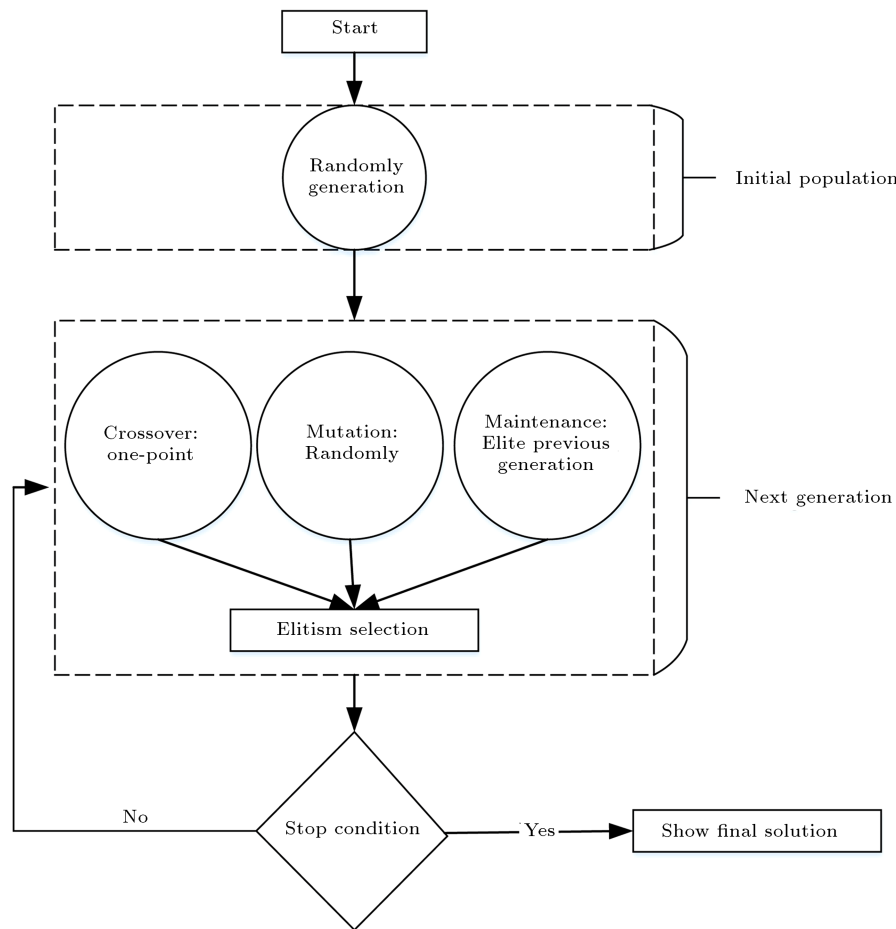 Start
Randomly
generation
Initial population
Crossover:
one-point
Mutation:
Randomly
Maintenance:
Elite previous
generation
Next generation
Elitism selection
No
Stop condition
Yes
Show final solution